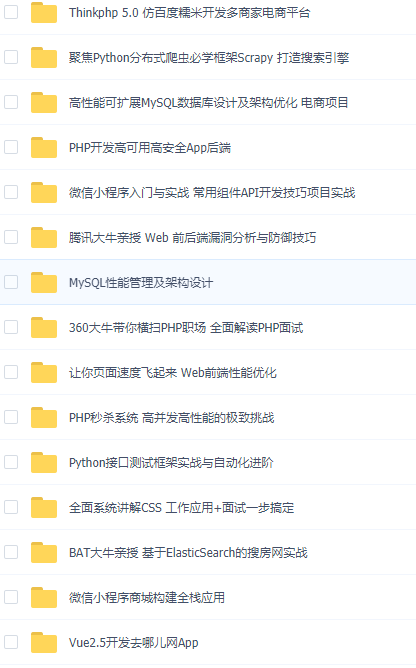 Thinkphp 5.0 仿百度糯米开发多商家电商平台
聚焦Python分布式爬虫必学框架Scrapy 打造搜索引擎
高性能可扩展MySQL数据库设计及架构优化 电商项目
PHP开发高可用高安全App后端
微信小程序入门与实战 常用组件API开发技巧项目实战
腾讯大牛亲授 Web 前后端漏洞分析与防御技巧
MySQL性能管理及架构设计
360大牛带你横扫PHP职场 全面解读PHP面试
让你页面速度飞起来 Web前端性能优化
PHP秒杀系统 高并发高性能的极致挑战
Python接口测试框架实战与自动化进阶
全面系统讲解CSS 工作应用+面试一步搞定
BAT大牛亲授 基于ElasticSearch的搜房网实战
微信小程序商城构建全栈应用
Vue2.5开发去哪儿网App